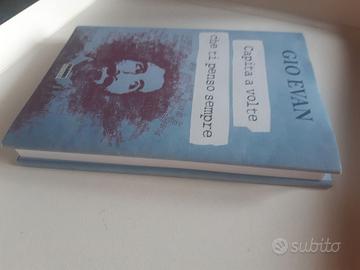 GIO EVAN
Capita a volte
che ti penso sempre
subito